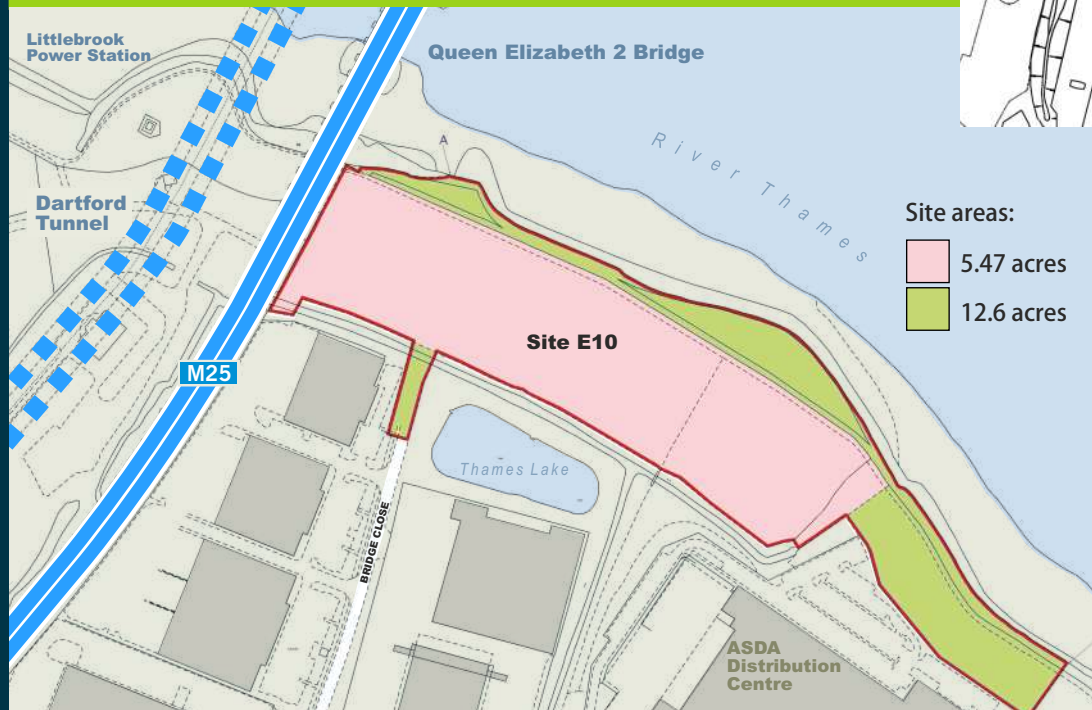 Littlebrook
Power Station
Queen Elizabeth 2 Bridge
A
River Thames
Dartford
Tunnel
Site areas:
5.47 acres
12.6 acres
Site E10
M25
Thames Lake
BRIDGE CLOSE
ASDA
Distribution
Centre